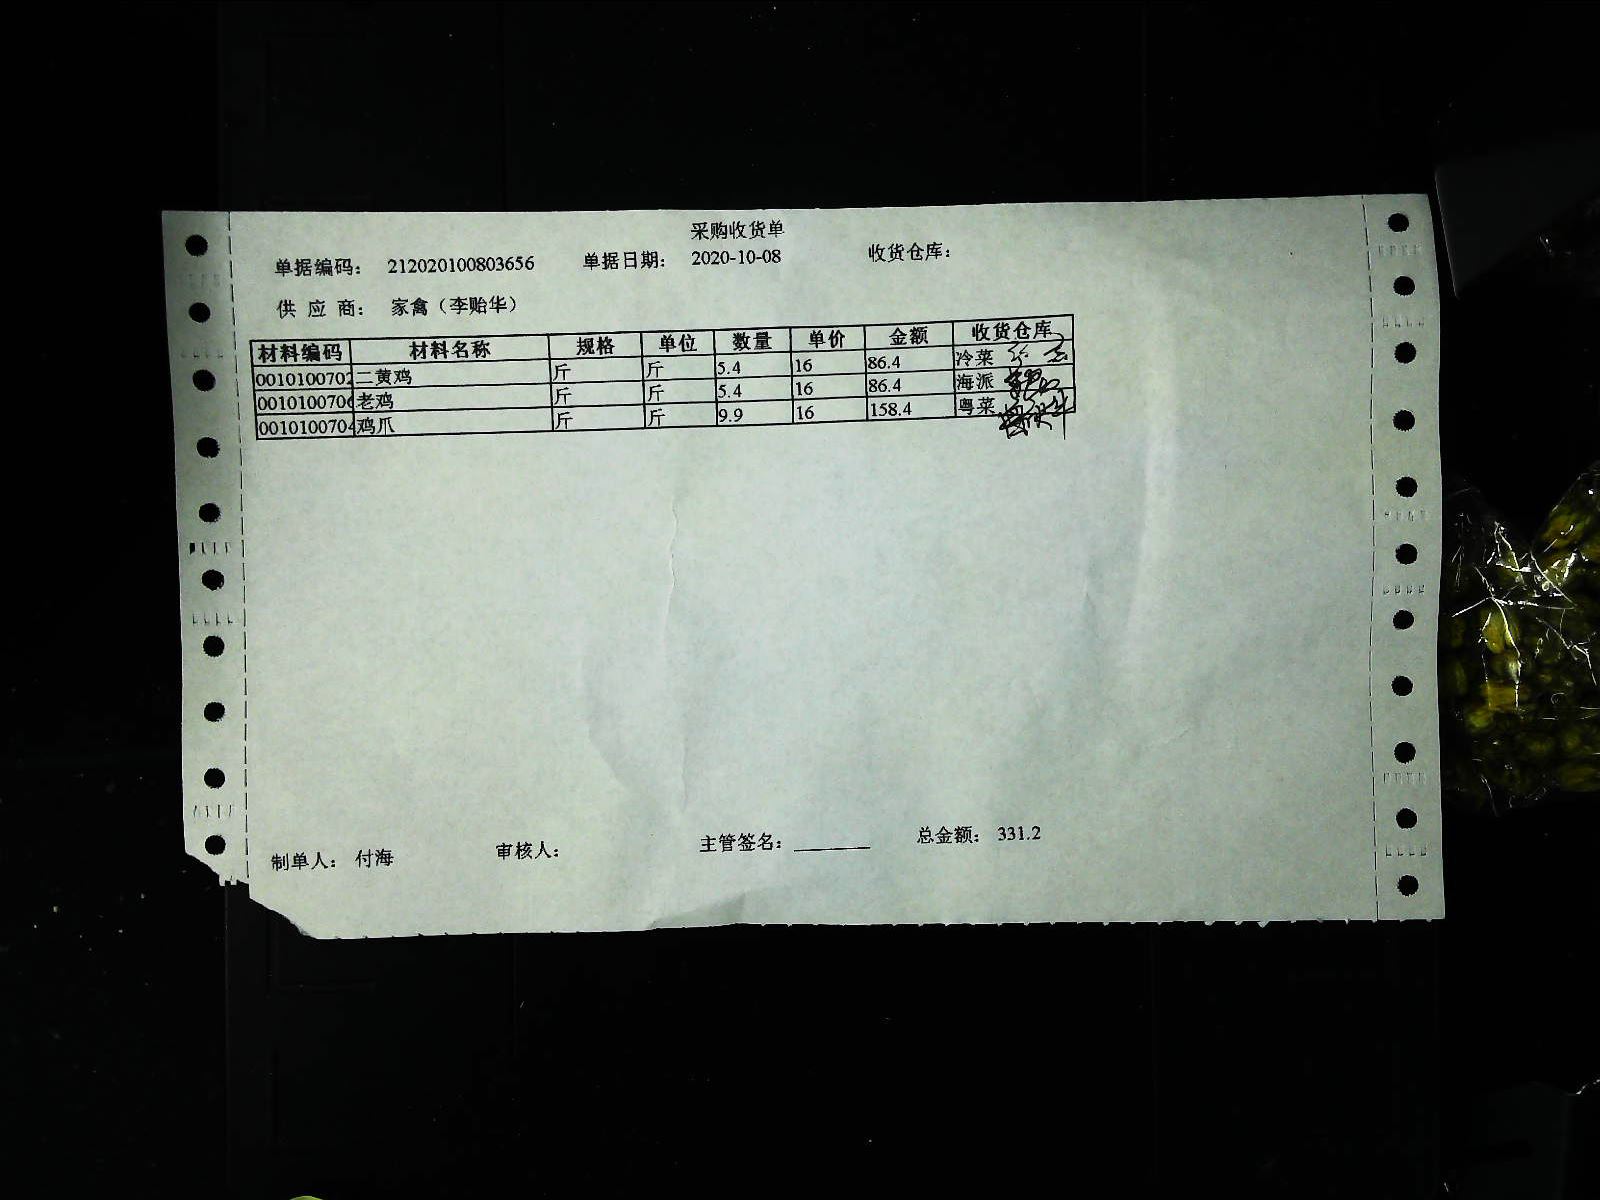 采购收货单
单据编码： 212020100803656 单据日期： 2020-10-08 收货仓库：
供 应 商： 家禽（李贻华）
材料编码 材料名称 规格 单位 数量 单价 金额 收货仓库
0010100702 二黄鸡 斤 斤 5.4 16 86.4 冷菜
001010070 老鸡 斤 斤 5.4 16 86.4 海派
0010100704 鸡爪 斤 斤 9.9 16 158.4 粤菜
制单人： 付海 审核人： 主管签名： 总金额： 331.2